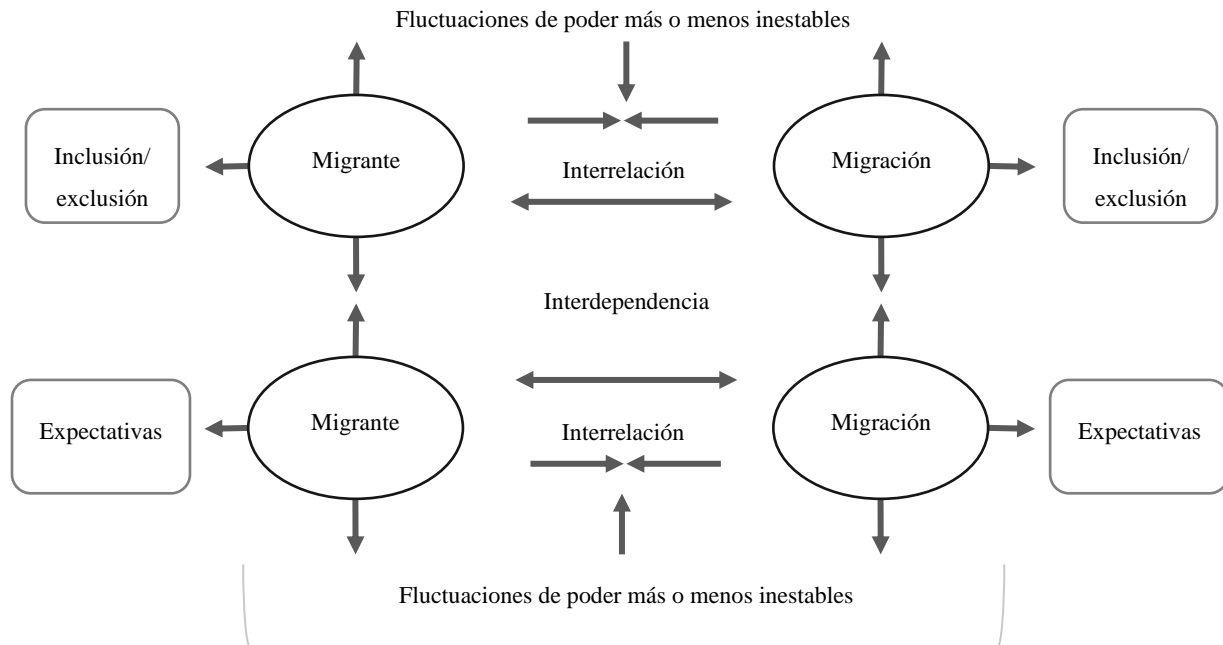 Fluctuaciones de poder más o menos inestables
Inclusión/
exclusión
Migrante
Interrelación
Migración
Inclusión/
exclusión
Interdependencia
Expectativas
Migrante
Interrelación
Migración
Expectativas
Fluctuaciones de poder más o menos inestables